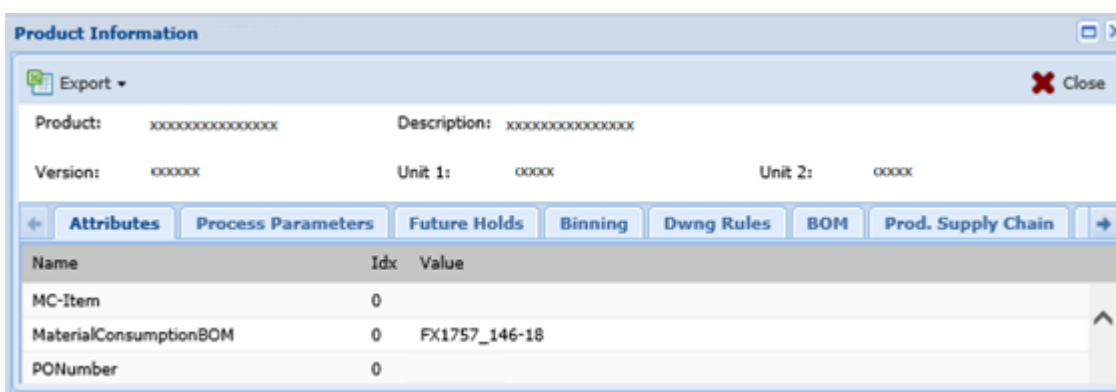 Product Information
Export Close
Product: xxxxxxxxxxxxxxx Description: xxxxxxxxxxxxxxx
Version: xxxxxx Unit 1: xxxxx Unit 2: xxxxx
Attributes Process Parameters Future Holds Binning Dwng Rules BOM Prod. Supply Chain
Name Idx Value
MC-Item 0
MaterialConsumptionBOM 0 FX1757_146-18
PONumber 0